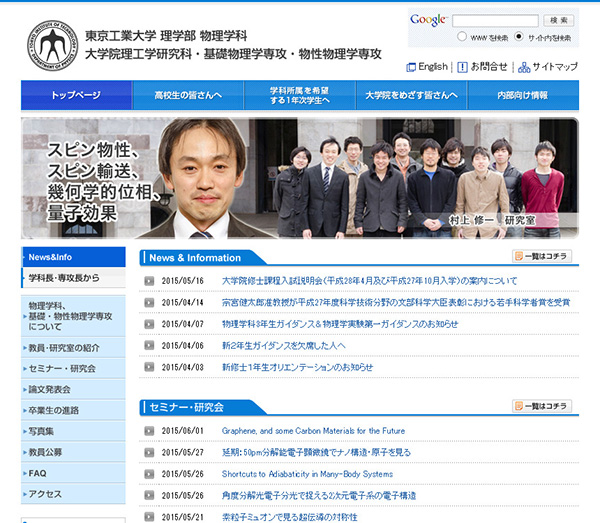 東京工業大学 理学部 物理学科
大学院理工学研究科・基礎物理学専攻・物性物理学専攻
Google™
検索
WWW を検索 サイト内を検索
English お問合せ サイトマップ
トップページ
高校生の皆さんへ
学科所属を希望
する1年次学生へ
大学院をめざす皆さんへ
内部向け情報
スピン物性、
スピン輸送、
幾何学的位相、
量子効果
村上 修一 研究室
News&Info
学科長・専攻長から
物理学科、
基礎・物性物理学専攻
について
教員・研究室の紹介
セミナー・研究会
論文発表会
卒業生の進路
写真集
教員公募
FAQ
アクセス
News & Information
一覧はコチラ
2015/05/16 大学院修士課程入試説明会(平成28年4月及び平成27年10月入学)の案内について
2015/04/14 宗宮健太郎准教授が平成27年度科学技術分野の文部科学大臣表彰における若手科学者賞を受賞
2015/04/07 物理学科3年生ガイダンス&物理学実験第一ガイダンスのお知らせ
2015/04/06 新2年生ガイダンスを欠席した人へ
2015/04/03 新修士1年生オリエンテーションのお知らせ
セミナー・研究会
一覧はコチラ
2015/06/01 Graphene, and some Carbon Materials for the Future
2015/05/27 延期:50pm分解能電子顕微鏡でナノ構造・原子を見る
2015/05/26 Shortcuts to Adiabaticity in Many-Body Systems
2015/05/26 角度分解光電子分光で捉える2次元電子系の電子構造
2015/05/21 素粒子ミュオンで見る超伝導の対称性